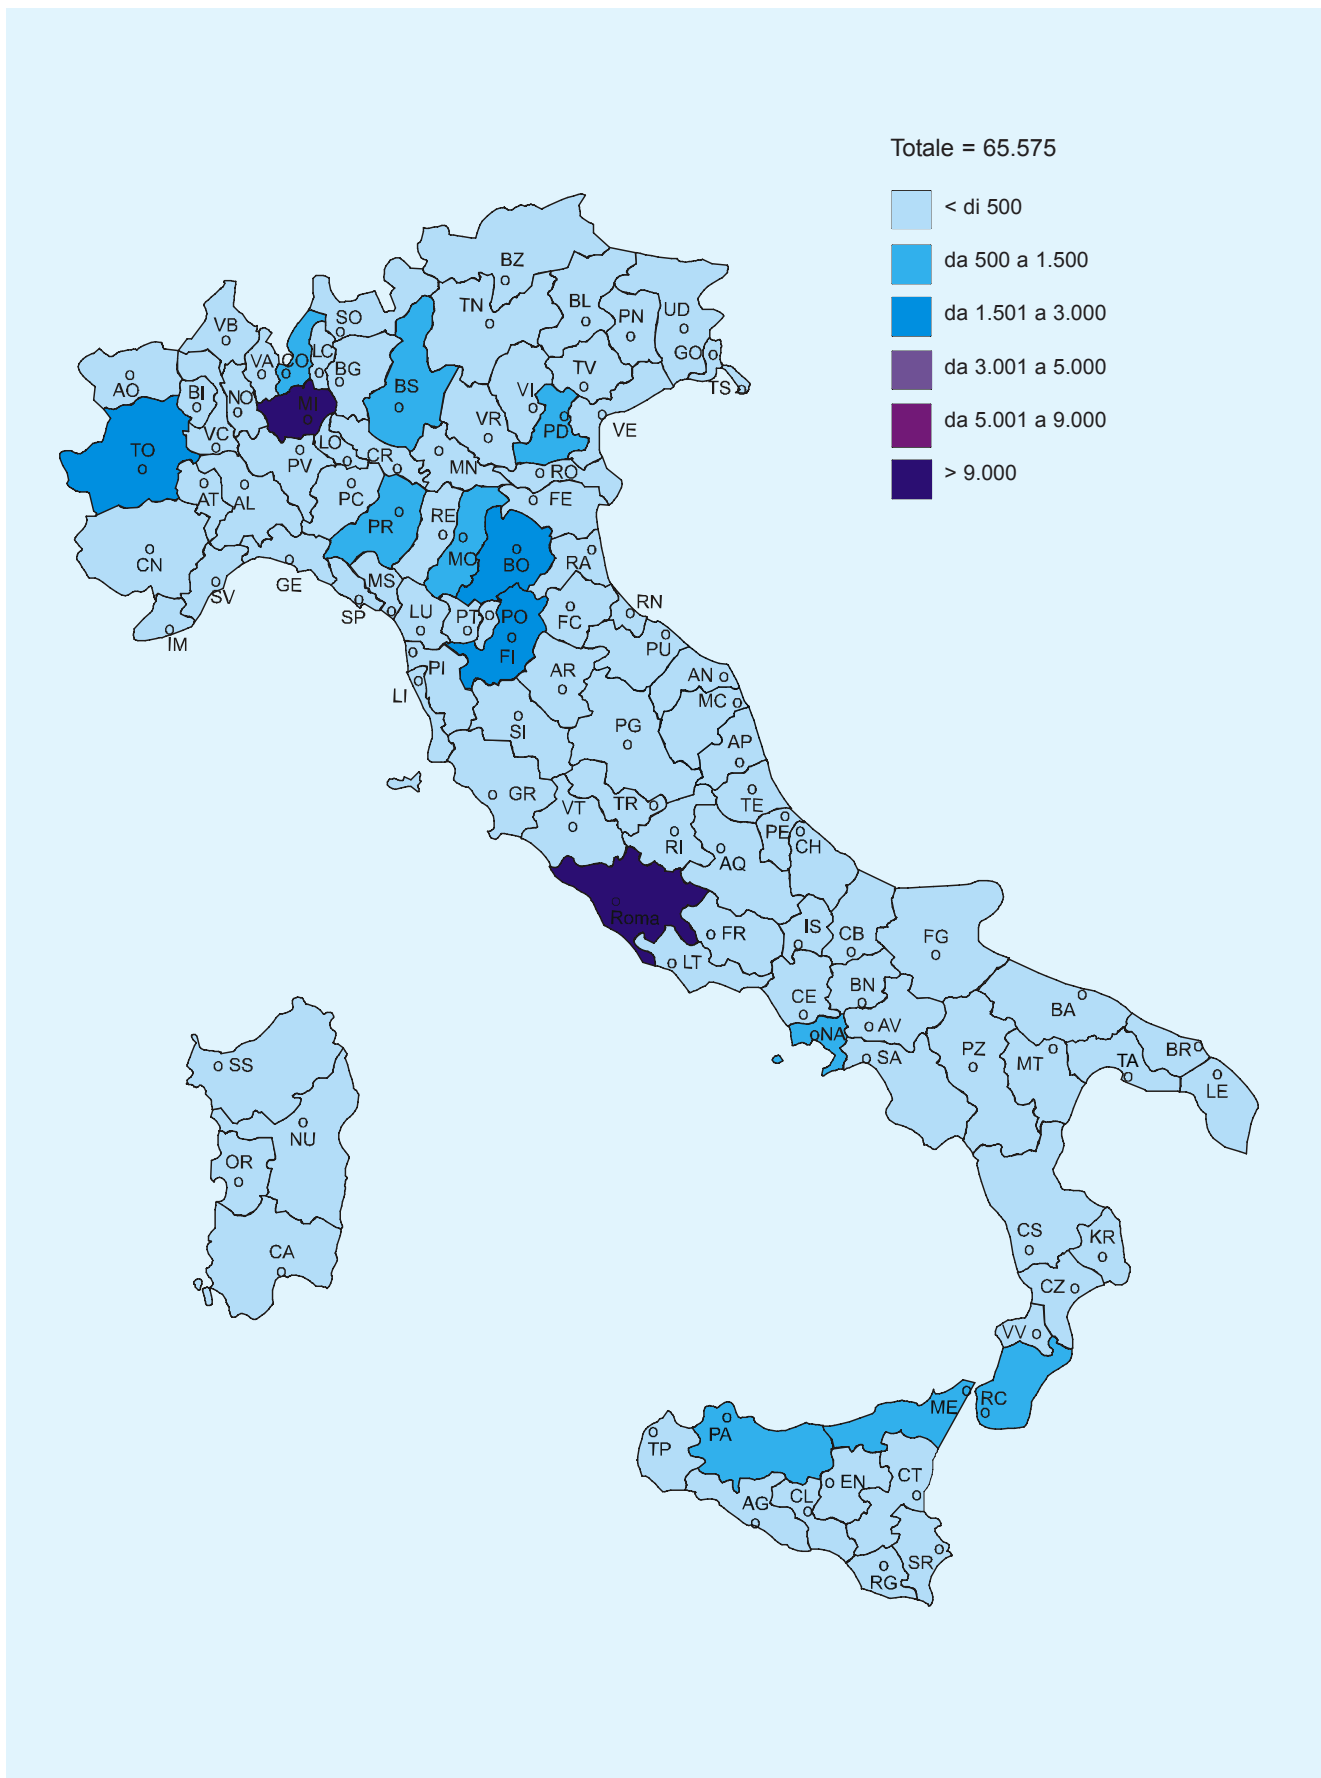 Totale = 65.575
< di 500
da 500 a 1.500
da 1.501 a 3.000
da 3.001 a 5.000
da 5.001 a 9.000
> 9.000
BZ
TN
BL
PN
UD
GO
TS
SO
VB
VA
CO
LC
BG
BS
AO
BI
NO
MI
VI
TV
VR
PD
VE
TO
VC
LO
PV
CR
MN
RO
AT
AL
PC
PR
RE
FE
MO
BO
RA
CN
SV
GE
MS
SP
LU
PT
PO
FC
RN
IM
FI
PU
PI
AR
AN
LI
MC
SI
PG
AP
GR
VT
TR
TE
PE
RI
CH
AQ
Roma
FR
IS
CB
FG
LT
CE
BN
BA
NA
AV
SA
PZ
MT
TA
BR
LE
SS
NU
OR
CA
CS
KR
CZ
VV
RC
ME
PA
TP
EN
CT
AG
CL
SR
RG